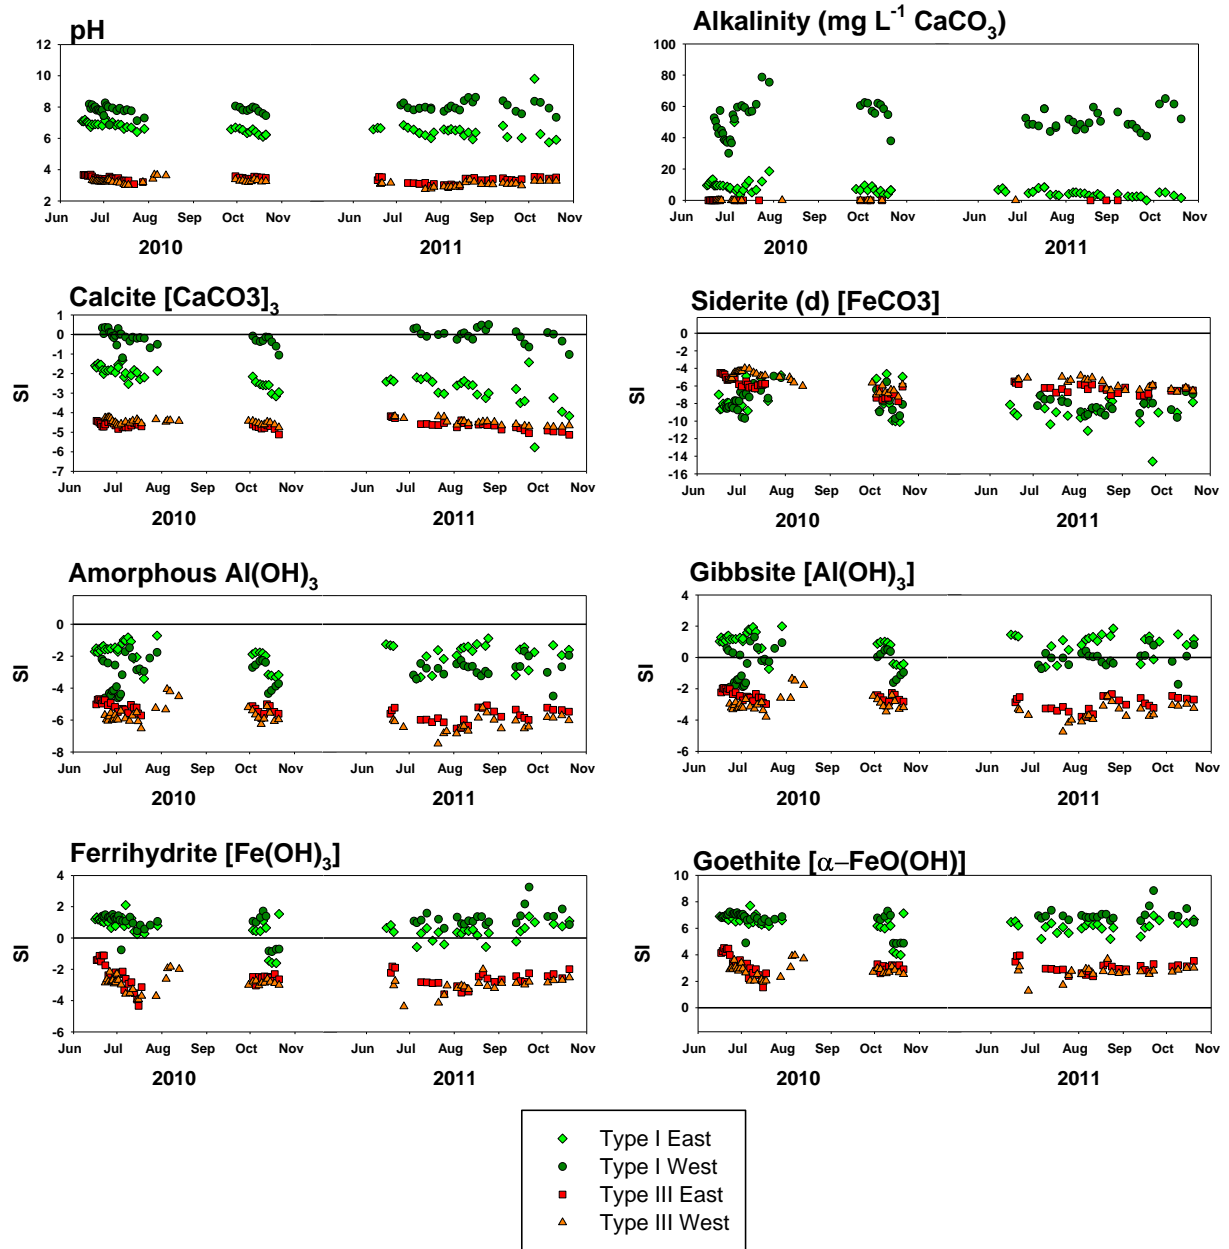 pH
12
10
8
6
4
2
Jun Jul Aug Sep Oct Nov Jun Jul Aug Sep Oct Nov
2010 2011
Alkalinity (mg L-1 CaCO3)
100
80
60
40
20
0
Jun Jul Aug Sep Oct Nov Jun Jul Aug Sep Oct Nov
2010 2011
Calcite [CaCO3]3
SI
1
0
-1
-2
-3
-4
-5
-6
-7
Jun Jul Aug Sep Oct Nov Jun Jul Aug Sep Oct Nov
2010 2011
Siderite (d) [FeCO3]
SI
0
-2
-4
-6
-8
-10
-12
-14
-16
Jun Jul Aug Sep Oct Nov Jun Jul Aug Sep Oct Nov
2010 2011
Amorphous Al(OH)3
SI
0
-2
-4
-6
-8
Jun Jul Aug Sep Oct Nov Jun Jul Aug Sep Oct Nov
2010 2011
Gibbsite [Al(OH)3]
SI
4
2
0
-2
-4
-6
Jun Jul Aug Sep Oct Nov Jun Jul Aug Sep Oct Nov
2010 2011
Ferrihydrite [Fe(OH)3]
SI
4
2
0
-2
-4
-6
Jun Jul Aug Sep Oct Nov Jun Jul Aug Sep Oct Nov
2010 2011
Goethite [α–FeO(OH)]
SI
10
8
6
4
2
0
Jun Jul Aug Sep Oct Nov Jun Jul Aug Sep Oct Nov
2010 2011
Type I East
Type I West
Type III East
Type III West